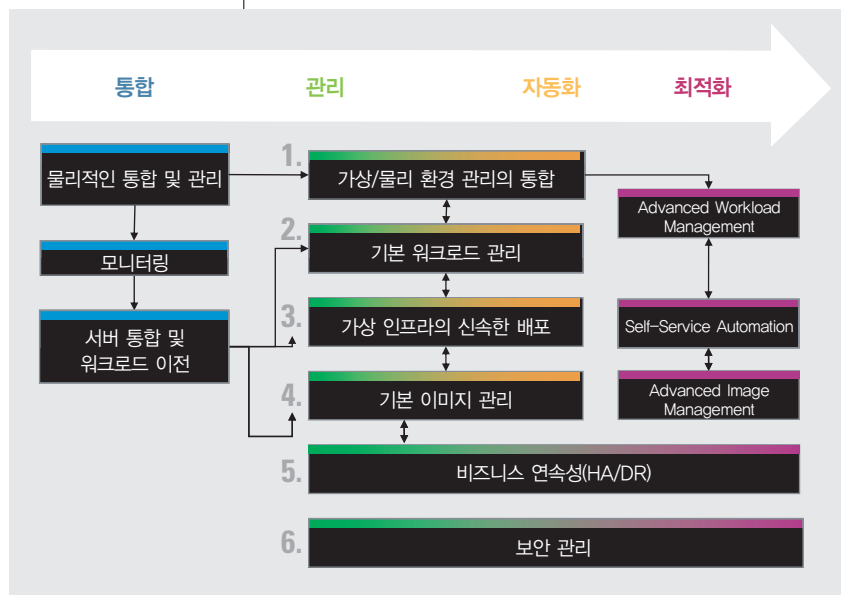 통합
관리
자동화
최적화
물리적인 통합 및 관리
모니터링
서버 통합 및
워크로드 이전
1.
가상/물리 환경 관리의 통합
2.
기본 워크로드 관리
3.
가상 인프라의 신속한 배포
4.
기본 이미지 관리
5.
비즈니스 연속성(HA/DR)
6.
보안 관리
Advanced Workload
Management
Self-Service Automation
Advanced Image
Management